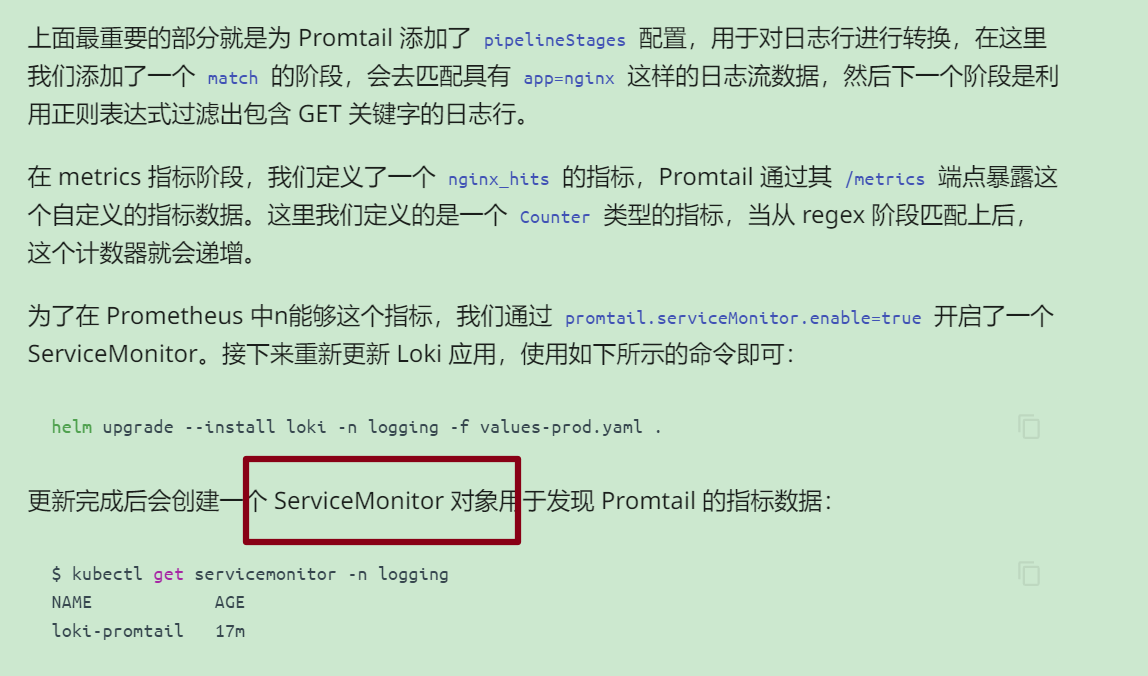 上面最重要的部分就是为 Promtail 添加了 pipelineStages 配置，用于对日志行进行转换，在这里
我们添加了一个 match 的阶段，会去匹配具有 app=nginx 这样的日志流数据，然后下一个阶段是利
用正则表达式过滤出包含 GET 关键字的日志行。
在 metrics 指标阶段，我们定义了一个 nginx_hits 的指标，Promtail 通过其 /metrics 端点暴露这
个自定义的指标数据。这里我们定义的是一个 Counter 类型的指标，当从 regex 阶段匹配上后，
这个计数器就会递增。
为了在 Prometheus 中n能够这个指标，我们通过 promtail.serviceMonitor.enable=true 开启了一个
ServiceMonitor。接下来重新更新 Loki 应用，使用如下所示的命令即可：
helm upgrade --install loki -n logging -f values-prod.yaml .
更新完成后会创建一个 ServiceMonitor 对象用于发现 Promtail 的指标数据：
$ kubectl get servicemonitor -n logging
NAME            AGE
loki-promtail   17m